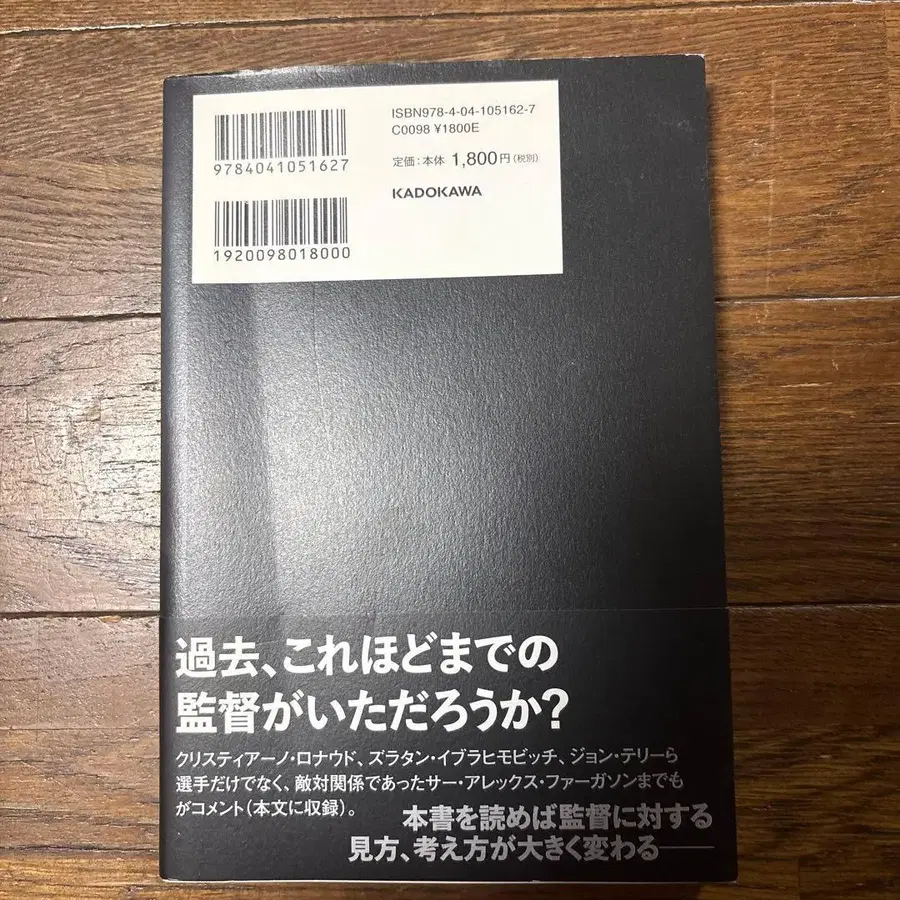 ISBN978-4-04-105162-7
C0098 ¥1800E
定価:本体 1,800円(税別)
KADOKAWA
9784041051627
1920098018000
過去、これほどまでの
監督がいただろうか?
クリスティアーノ・ロナウド、ズラタン・イブラヒモビッチ、ジョン・テリーら
選手だけでなく、敵対関係であったサー・アレックス・ファーガソンまでも
がコメント(本文に収録)。
本書を読めば監督に対する
見方、考え方が大きく変わる──